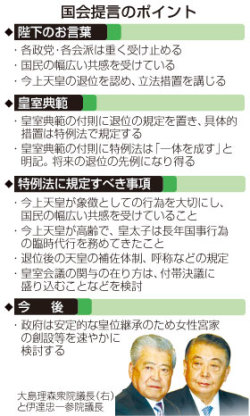 国会提言のポイント
◆陛下のお言葉
・各政党・各会派は重く受け止める
・国民の幅広い共感を受けている
・今上天皇の退位を認め、立法措置を講じる
◆皇室典範
・皇室典範の付則に退位の規定を置き、具体的
措置は特例法で規定する
・皇室典範の付則に特例法は「一体を成す」と
明記。将来の退位の先例になり得る
◆特例法に規定すべき事項
・今上天皇が象徴としての行為を大切にし、
国民の幅広い共感を受けていること
・今上天皇が高齢で、皇太子は長年国事行為
の臨時代行を務めてきたこと
・退位後の天皇の補佐体制、呼称などの規定
・皇室会議の関与の在り方は、付帯決議に
盛り込むことなどを検討
◆今後
・政府は安定的な皇位継承のため女性宮家
の創設等を速やかに
検討する
大島理森衆院議長(右)
と伊達忠一参院議長